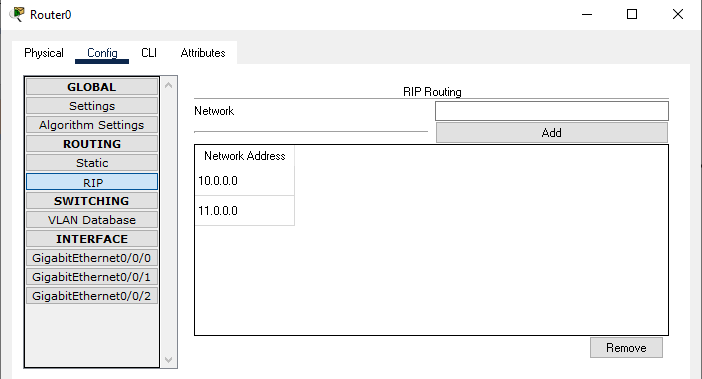 Router0
Physical Config CLI Attributes
GLOBAL
Settings
Algorithm Settings
ROUTING
Static
RIP
SWITCHING
VLAN Database
INTERFACE
GigabitEthernet0/0/0
GigabitEthernet0/0/1
GigabitEthernet0/0/2
RIP Routing
Network
Add
Network Address
10.0.0.0
11.0.0.0
Remove